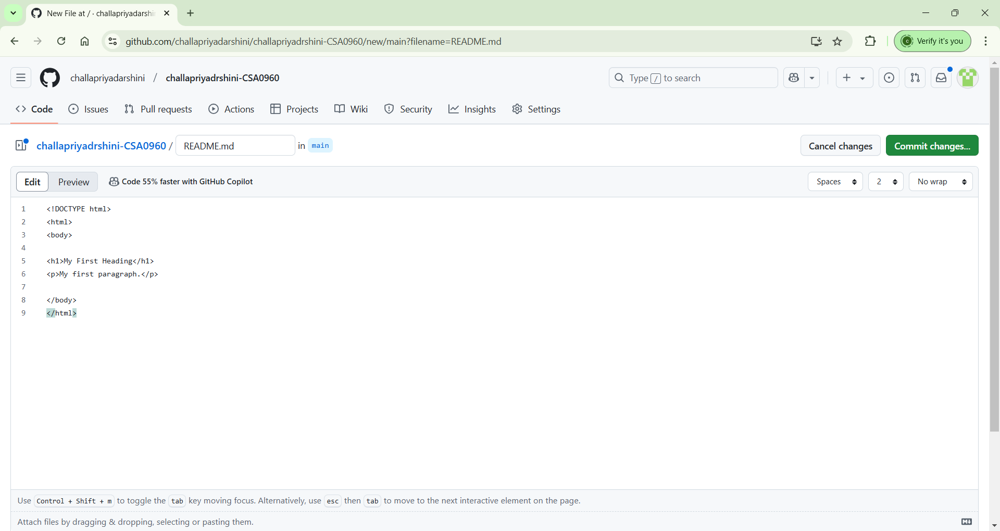 New File at / · challapriyadarshin
github.com/challapriyadarshini/challapriyadrshini-CSA0960/new/main?filename=README.md
Verify it's you
challapriyadarshini / challapriyadrshini-CSA0960
Type / to search
Code Issues Pull requests Actions Projects Wiki Security Insights Settings
challapriyadrshini-CSA0960 / README.md in main
Cancel changes Commit changes...
Edit Preview Code 55% faster with GitHub Copilot Spaces 2 No wrap
1 <!DOCTYPE html>
2 <html>
3 <body>
4
5 <h1>My First Heading</h1>
6 <p>My first paragraph.</p>
7
8 </body>
9 </html>
Use Control + Shift + m to toggle the tab key moving focus. Alternatively, use esc then tab to move to the next interactive element on the page.
Attach files by dragging & dropping, selecting or pasting them.